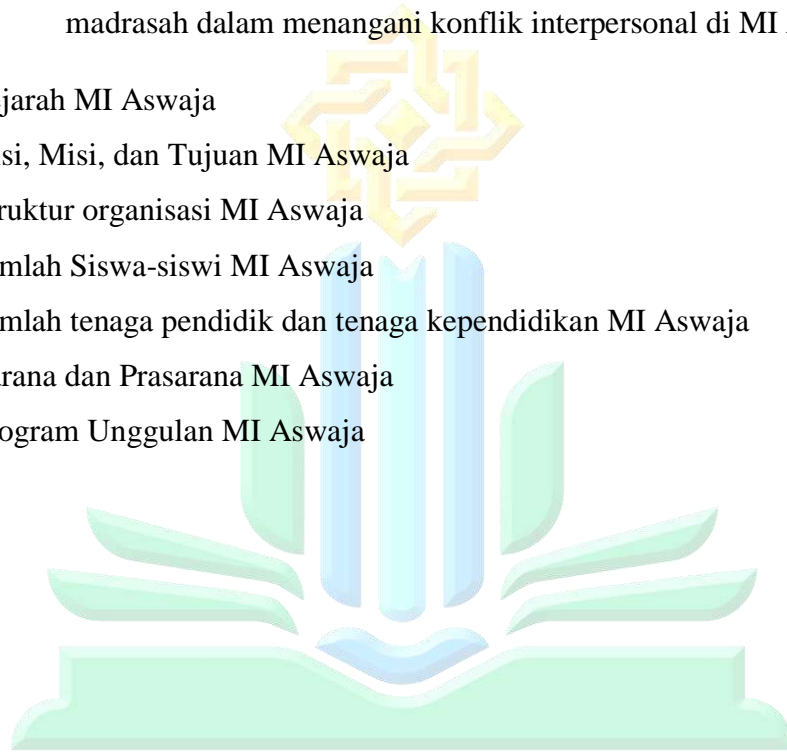 madrasah dalam menangani konflik interpersonal di MI
jarah MI Aswaja
isi, Misi, dan Tujuan MI Aswaja
ruktur organisasi MI Aswaja
mlah Siswa-siswi MI Aswaja
mlah tenaga pendidik dan tenaga kependidikan MI Aswaja
rana dan Prasarana MI Aswaja
ogram Unggulan MI Aswaja